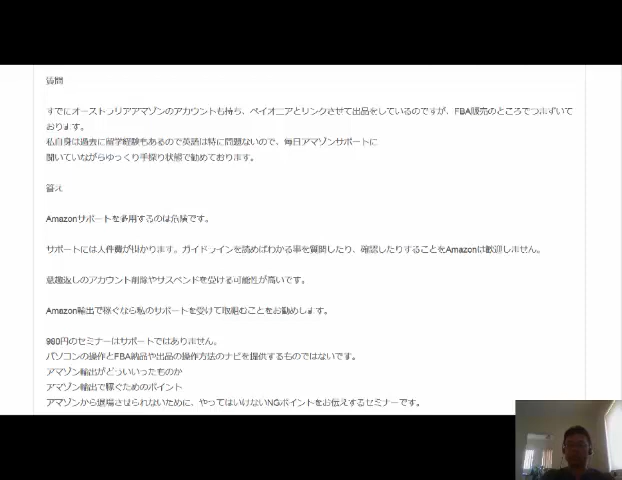 質問
すでにオーストラリアアマゾンのアカウントも持ち、ペイオニアとリンクさせて出品をしているのですが、FBA販売のところでつまずいて
おります。
私自身は過去に留学経験もあるので英語は特に問題ないので、毎日アマゾンサポートに
聞いていながらゆっくり手探り状態で勧めております。
答え
Amazonサポートを多用するのは危険です。
サポートには人件費が掛かります。ガイドラインを読めばわかる事を質問したり、確認したりすることをAmazonは歓迎しません。
意趣返しのアカウント削除やサスペンドを受ける可能性が高いです。
Amazon輸出で稼ぐなら私のサポートを受けて取組むことをお勧めします。
980円のセミナーはサポートではありません。
パソコンの操作とFBA納品や出品の操作方法のナビを提供するものではないです。
アマゾン輸出がどういいったものか
アマゾン輸出で稼ぐためのポイント
アマゾンから退場させられないために、やってはいけないNGポイントをお伝えするセミナーです。